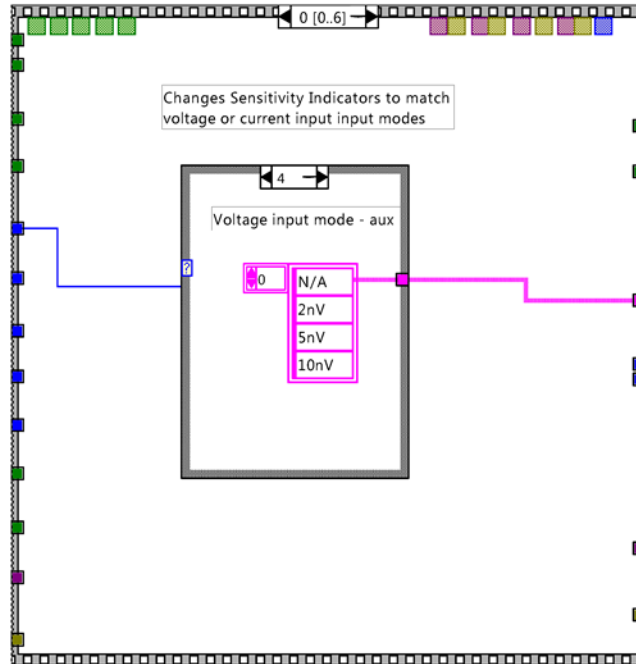 0 [0..6]
Changes Sensitivity Indicators to match
voltage or current input input modes
4
Voltage input mode - aux
?
0
N/A
2nV
5nV
10nV